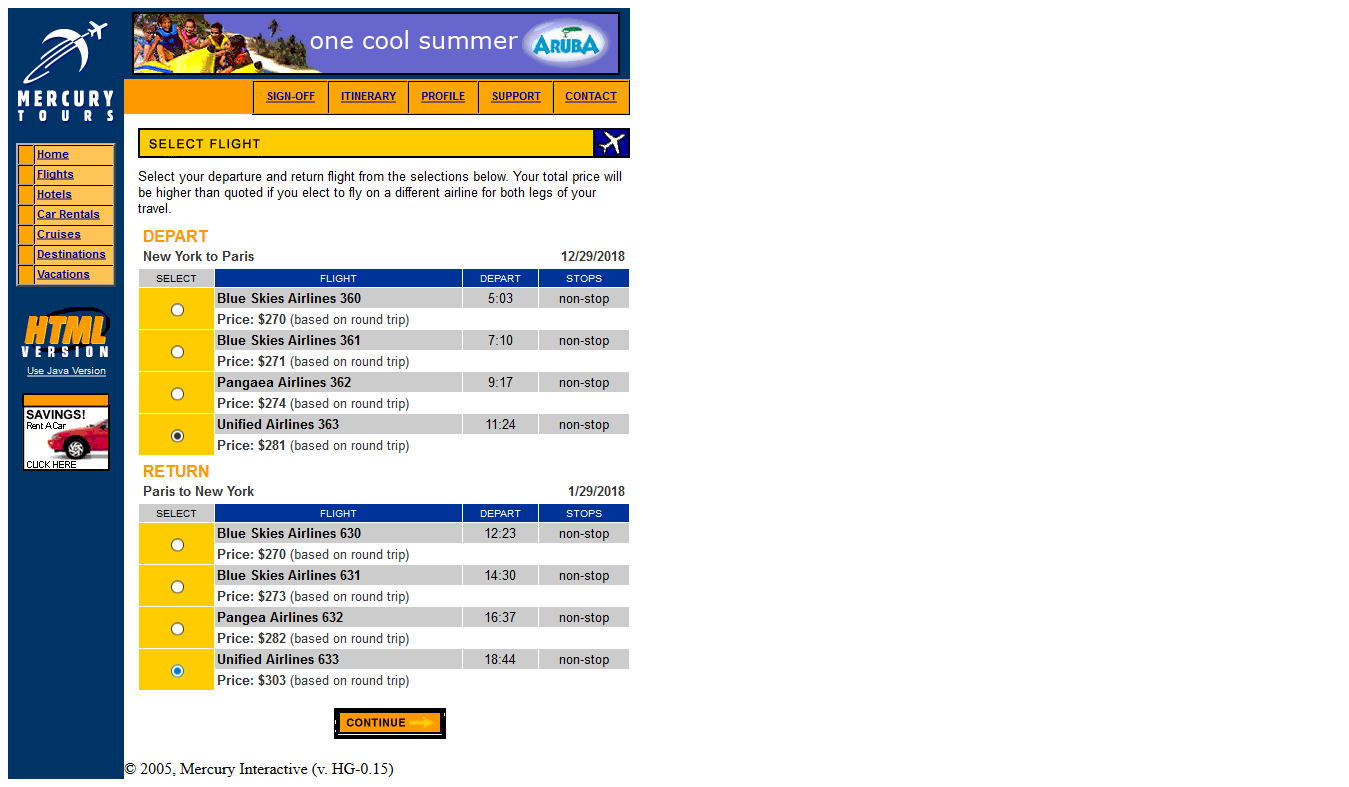 one cool summer ARUBA
MERCURY
TOURS
SIGN-OFF ITINERARY PROFILE SUPPORT CONTACT
Home
Flights
Hotels
Car Rentals
Cruises
Destinations
Vacations
HTML
VERSION
Use Java Version
SAVINGS!
Rent A Car
CLICK HERE
SELECT FLIGHT
Select your departure and return flight from the selections below. Your total price will
be higher than quoted if you elect to fly on a different airline for both legs of your
travel.
DEPART
New York to Paris 12/29/2018
SELECT FLIGHT DEPART STOPS
Blue Skies Airlines 360 5:03 non-stop
Price: $270 (based on round trip)
Blue Skies Airlines 361 7:10 non-stop
Price: $271 (based on round trip)
Pangaea Airlines 362 9:17 non-stop
Price: $274 (based on round trip)
Unified Airlines 363 11:24 non-stop
Price: $281 (based on round trip)
RETURN
Paris to New York 1/29/2018
SELECT FLIGHT DEPART STOPS
Blue Skies Airlines 630 12:23 non-stop
Price: $270 (based on round trip)
Blue Skies Airlines 631 14:30 non-stop
Price: $273 (based on round trip)
Pangea Airlines 632 16:37 non-stop
Price: $282 (based on round trip)
Unified Airlines 633 18:44 non-stop
Price: $303 (based on round trip)
CONTINUE
© 2005, Mercury Interactive (v. HG-0.15)